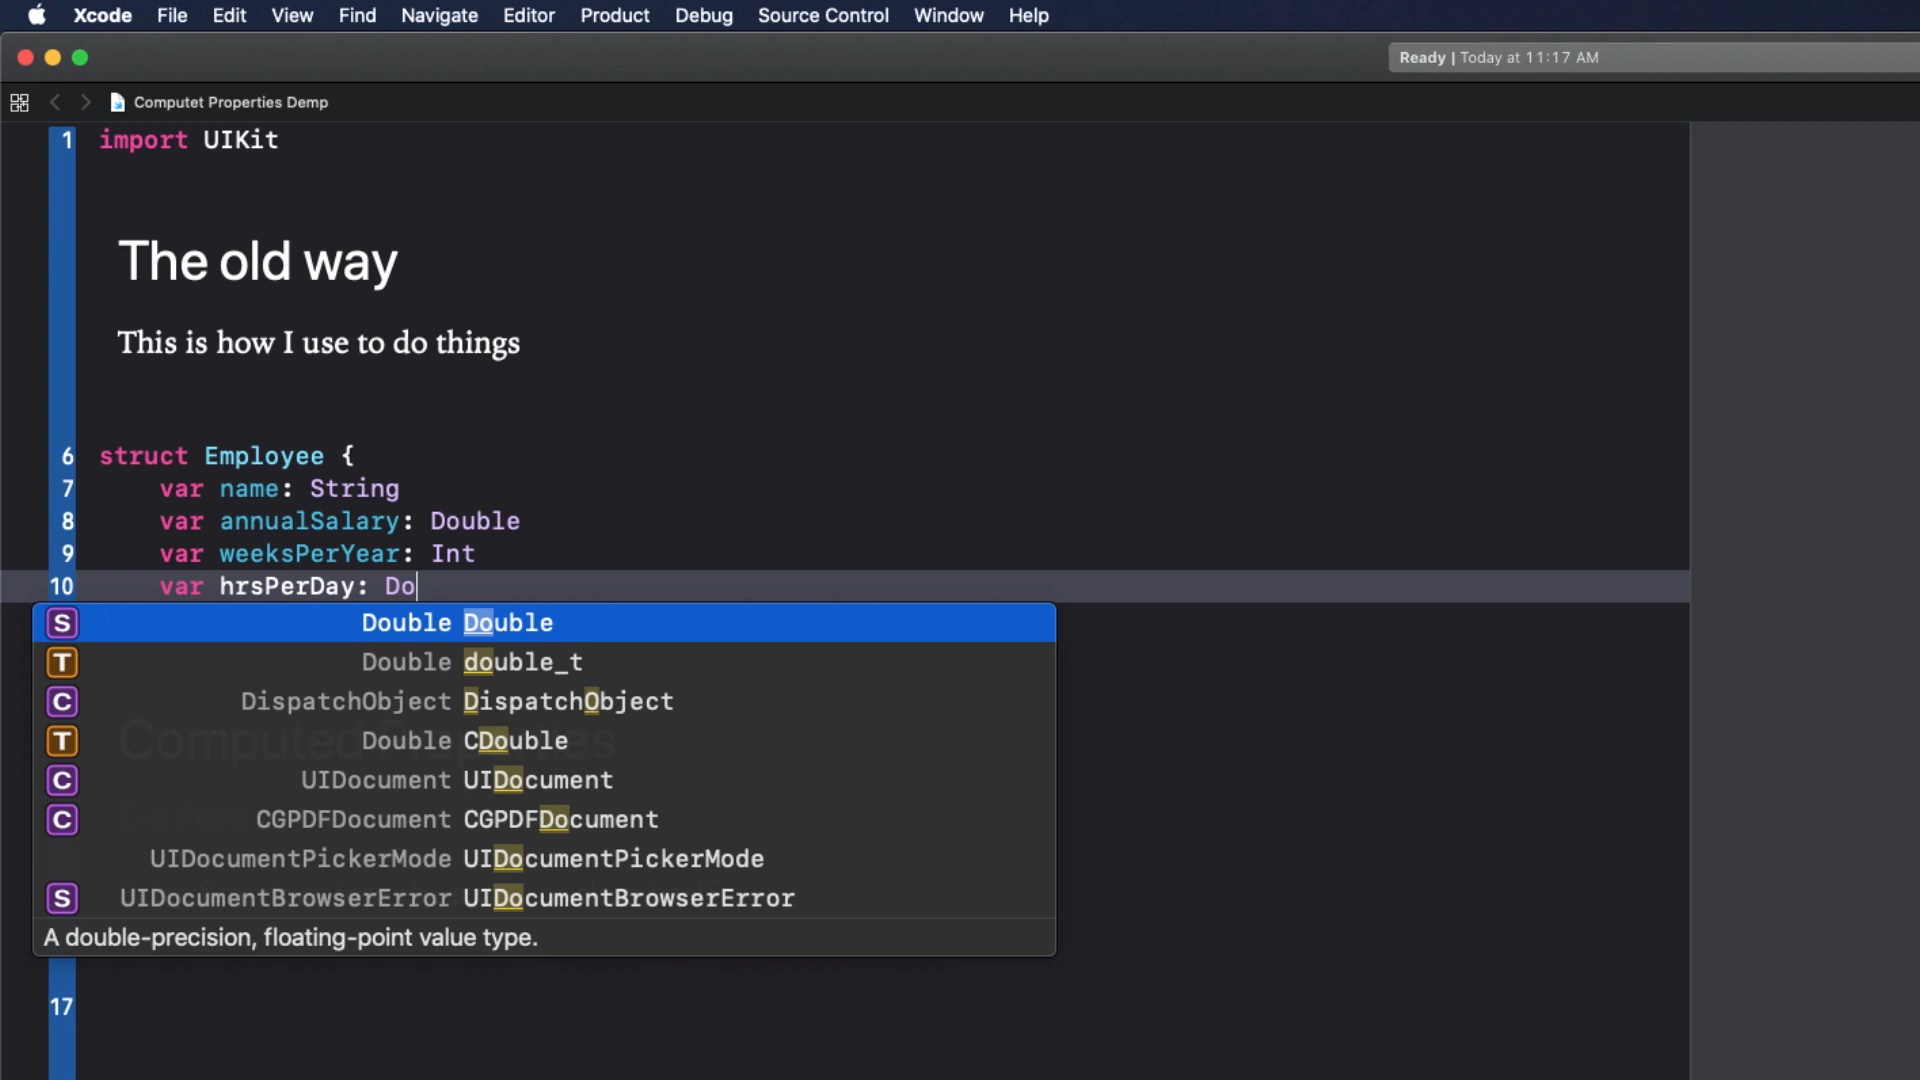 Xcode File Edit View Find Navigate Editor Product Debug Source Control Window Help
Ready | Today at 11:17 AM
Computet Properties Demp
1 import UIKit
The old way
This is how I use to do things
6 struct Employee {
7 var name: String
8 var annualSalary: Double
9 var weeksPerYear: Int
10 var hrsPerDay: Do
S Double Double
T Double double_t
C DispatchObject DispatchObject
T Double CDouble
C UIDocument UIDocument
C CGPDFDocument CGPDFDocument
UIDocumentPickerMode UIDocumentPickerMode
S UIDocumentBrowserError UIDocumentBrowserError
Computed Properties
A double-precision, floating-point value type.
17